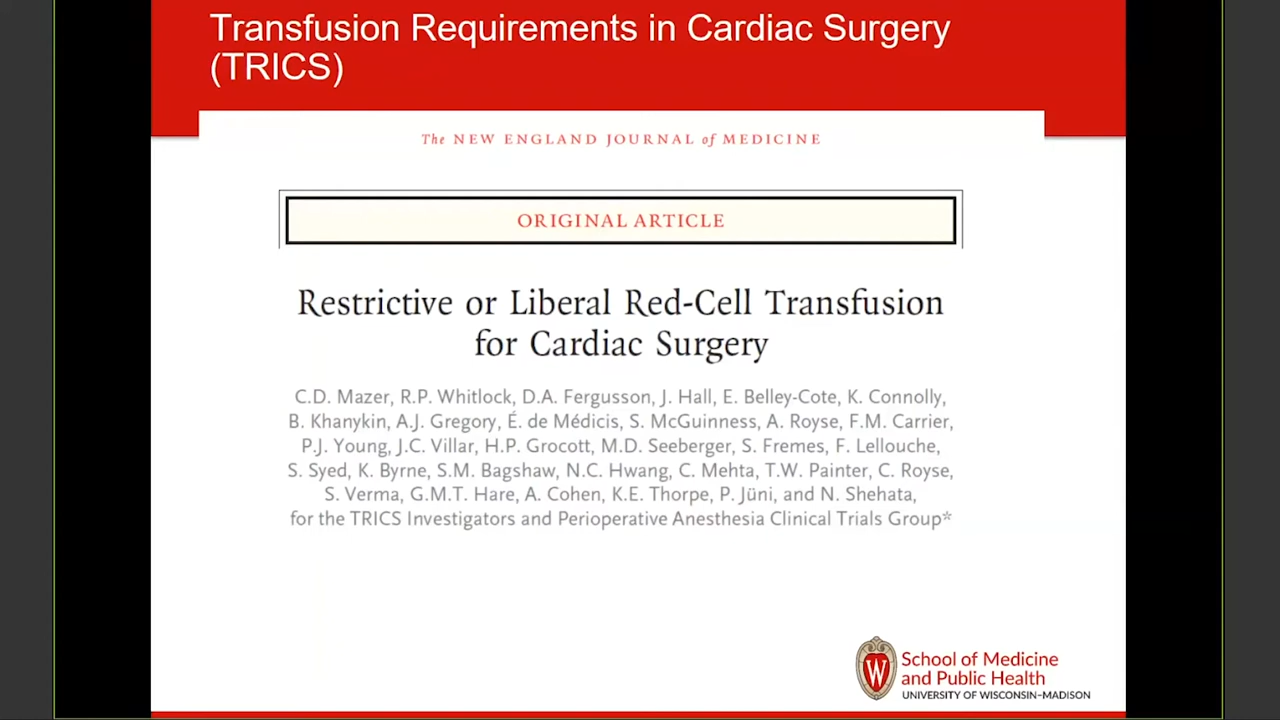 Transfusion Requirements in Cardiac Surgery
(TRICS)
The NEW ENGLAND JOURNAL of MEDICINE
ORIGINAL ARTICLE
Restrictive or Liberal Red-Cell Transfusion
for Cardiac Surgery
C.D. Mazer, R.P. Whitlock, D.A. Fergusson, J. Hall, E. Belley-Cote, K. Connolly,
B. Khanykin, A.J. Gregory, É. de Médicis, S. McGuinness, A. Royse, F.M. Carrier,
P.J. Young, J.C. Villar, H.P. Grocott, M.D. Seeberger, S. Fremes, F. Lellouche,
S. Syed, K. Byrne, S.M. Bagshaw, N.C. Hwang, C. Mehta, T.W. Painter, C. Royse,
S. Verma, G.M.T. Hare, A. Cohen, K.E. Thorpe, P. Jüni, and N. Shehata,
for the TRICS Investigators and Perioperative Anesthesia Clinical Trials Group*
W
School of Medicine
and Public Health
UNIVERSITY OF WISCONSIN–MADISON